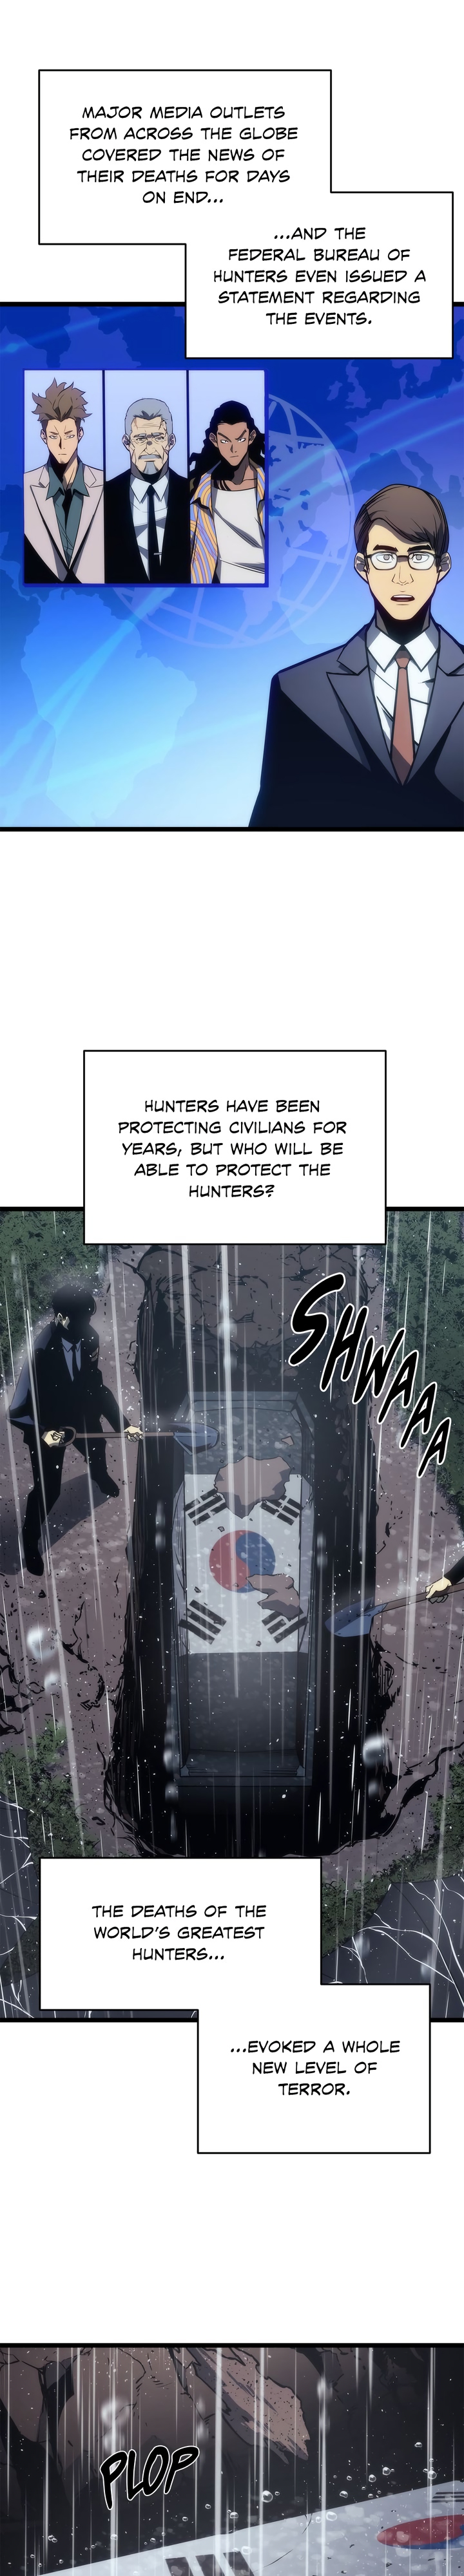 MAJOR MEDIA OUTLETS
FROM ACROSS THE GLOBE
COVERED THE NEWS OF
THEIR DEATHS FOR DAYS
ON END...
...AND THE
FEDERAL BUREAU OF
HUNTERS EVEN ISSUED A
STATEMENT REGARDING
THE EVENTS.
HUNTERS HAVE BEEN
PROTECTING CIVILIANS FOR
YEARS, BUT WHO WILL BE
ABLE TO PROTECT THE
HUNTERS?
SHWAAA
THE DEATHS OF THE
WORLD'S GREATEST
HUNTERS...
...EVOKED A WHOLE
NEW LEVEL OF
TERROR.
PLOP